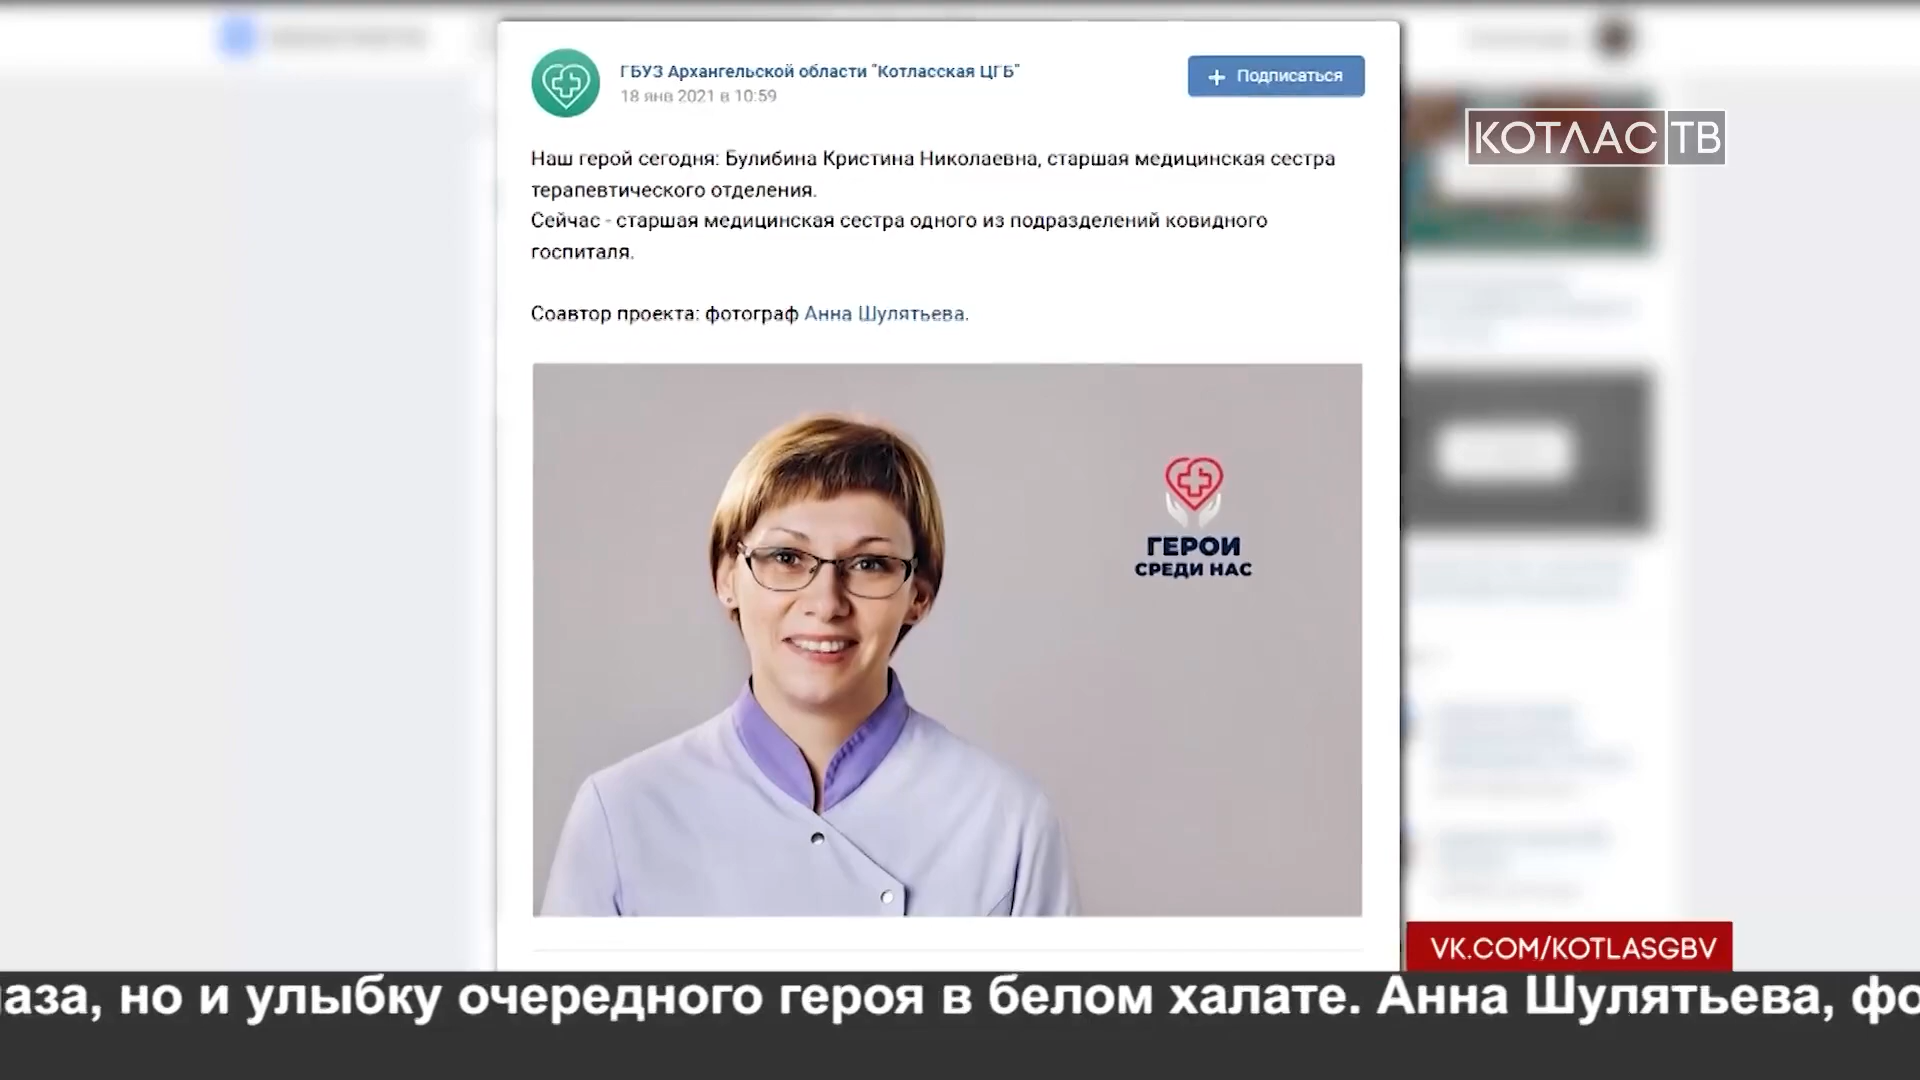 ГБУЗ Архангельской области "Котласская ЦГБ"
18 янв 2021 в 10:59
+ Подписаться
КОТЛАС ТВ
Наш герой сегодня: Булибина Кристина Николаевна, старшая медицинская сестра
терапевтического отделения.
Сейчас - старшая медицинская сестра одного из подразделений ковидного
госпиталя.
Соавтор проекта: фотограф Анна Шулятьева.
ГЕРОИ
СРЕДИ НАС
VK.COM/KOTLASGBV
но и улыбку очередного героя в белом халате. Анна Шулятьева,